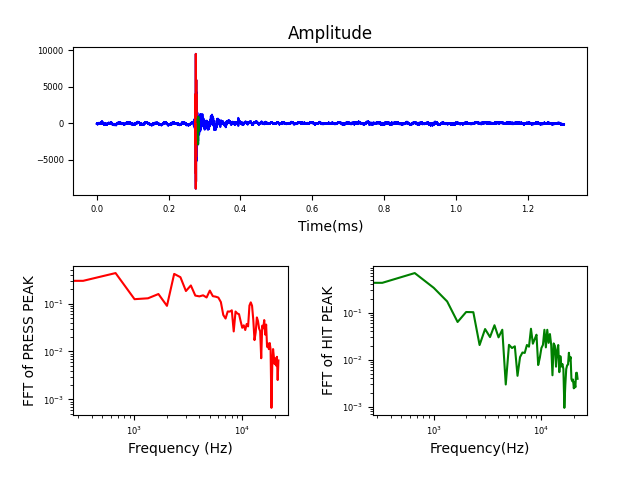 Amplitude
10000
5000
0
−5000
0.0 0.2 0.4 0.6 0.8 1.0 1.2
Time(ms)
FFT of PRESS PEAK
10⁻¹
10⁻²
10⁻³
10³ 10⁴
Frequency (Hz)
FFT of HIT PEAK
10⁻¹
10⁻²
10⁻³
10³ 10⁴
Frequency(Hz)